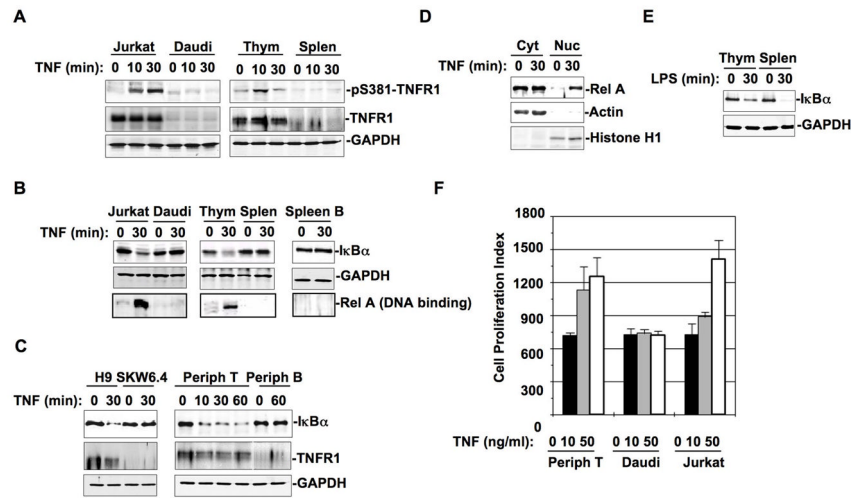 A
Jurkat Daudi Thym Splen
TNF (min): 0 10 30 0 10 30 0 10 30 0 10 30
-pS381-TNFR1
-TNFR1
-GAPDH
B
Jurkat Daudi Thym Splen Spleen B
TNF (min): 0 30 0 30 0 30 0 30 0 30
-IκBα
-GAPDH
-Rel A (DNA binding)
C
H9 SKW6.4 Periph T Periph B
TNF (min): 0 30 0 30 0 10 30 60 0 60
-IκBα
-TNFR1
-GAPDH
D
Cyt Nuc
TNF (min): 0 30 0 30
-Rel A
-Actin
-Histone H1
E
Thym Splen
LPS (min): 0 30 0 30
-IκBα
-GAPDH
F
Cell Proliferation Index
1800
1500
1200
900
600
300
0
TNF (ng/ml): 0 10 50 0 10 50 0 10 50
Periph T Daudi Jurkat